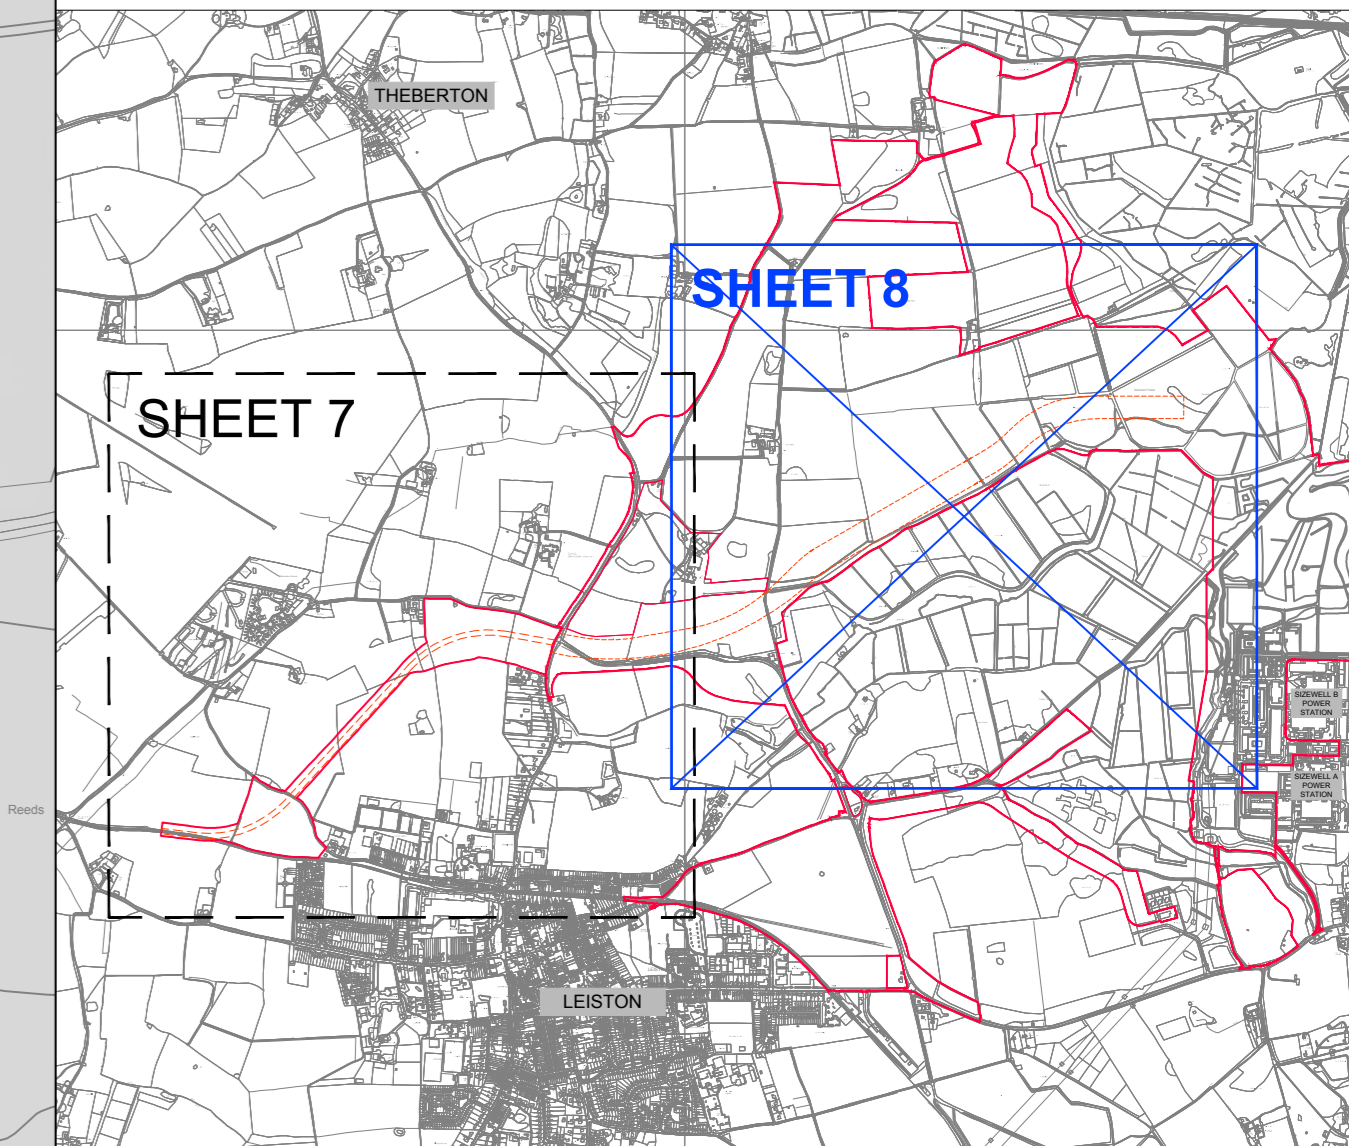 THEBERTON
SHEET 8
SHEET 7
SIZEWELL B
POWER
STATION
SIZEWELL A
POWER
STATION
Reeds
LEISTON